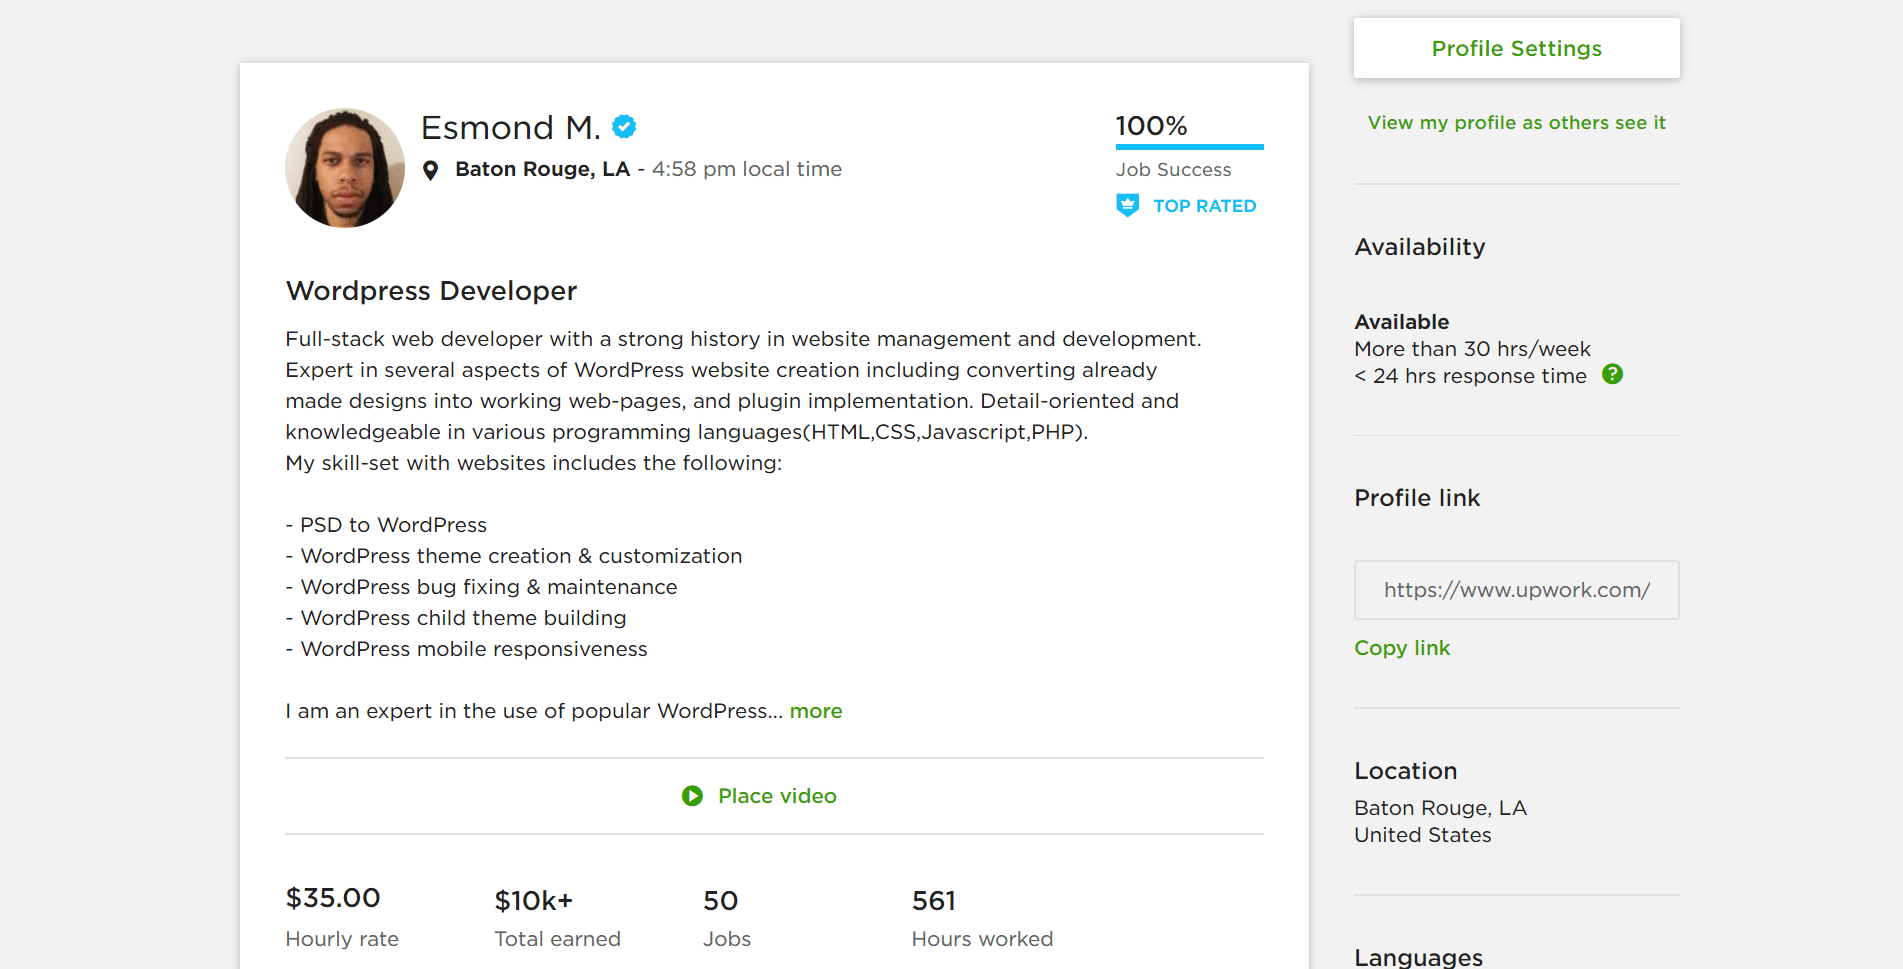 Esmond M.
Baton Rouge, LA - 4:58 pm local time
100%
Job Success
TOP RATED
Wordpress Developer
Full-stack web developer with a strong history in website management and development.
Expert in several aspects of WordPress website creation including converting already
made designs into working web-pages, and plugin implementation. Detail-oriented and
knowledgeable in various programming languages(HTML,CSS,Javascript,PHP).
My skill-set with websites includes the following:
- PSD to WordPress
- WordPress theme creation & customization
- WordPress bug fixing & maintenance
- WordPress child theme building
- WordPress mobile responsiveness
I am an expert in the use of popular WordPress... more
Place video
$35.00
Hourly rate
$10k+
Total earned
50
Jobs
561
Hours worked
Profile Settings
View my profile as others see it
Availability
Available
More than 30 hrs/week
< 24 hrs response time ?
Profile link
https://www.upwork.com/
Copy link
Location
Baton Rouge, LA
United States
Languages